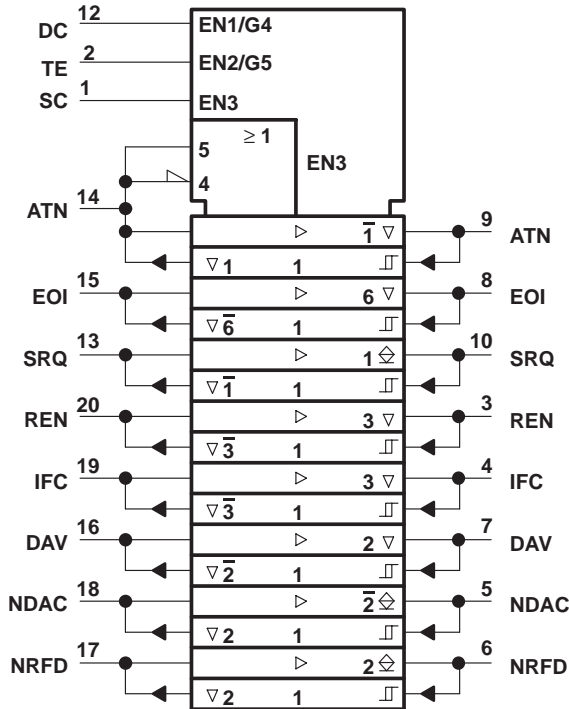 DC 12 EN1/G4
TE 2 EN2/G5
SC 1 EN3
≥ 1
5
EN3
4
ATN 14
▷ 1̅ ▽ 9 ATN
▽ 1 1
EOI 15 ▷ 6 ▽ 8 EOI
▽ 6̅ 1
SRQ 13 ▷ 1 10 SRQ
▽ 1̅ 1
REN 20 ▷ 3 ▽ 3 REN
▽ 3̅ 1
IFC 19 ▷ 3 ▽ 4 IFC
▽ 3̅ 1
DAV 16 ▷ 2 ▽ 7 DAV
▽ 2̅ 1
NDAC 18 ▷ 2̅ 5 NDAC
▽ 2 1
NRFD 17 ▷ 2 6 NRFD
▽ 2 1